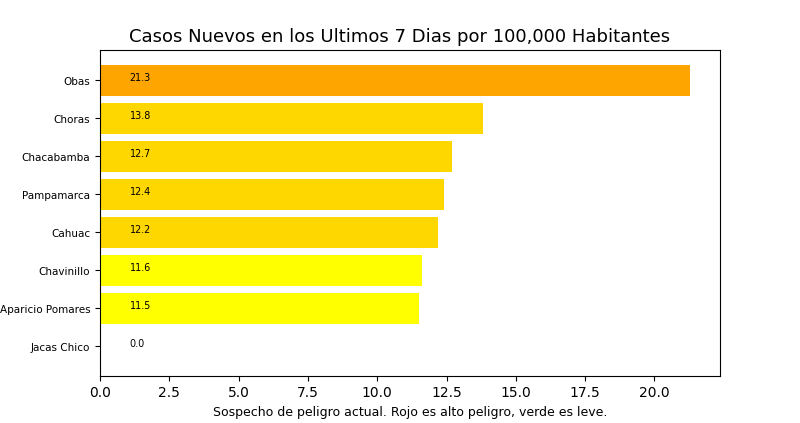 Casos Nuevos en los Ultimos 7 Dias por 100,000 Habitantes
Obas 21.3
Choras 13.8
Chacabamba 12.7
Pampamarca 12.4
Cahuac 12.2
Chavinillo 11.6
Aparicio Pomares 11.5
Jacas Chico 0.0
0.0 2.5 5.0 7.5 10.0 12.5 15.0 17.5 20.0
Sospecho de peligro actual. Rojo es alto peligro, verde es leve.